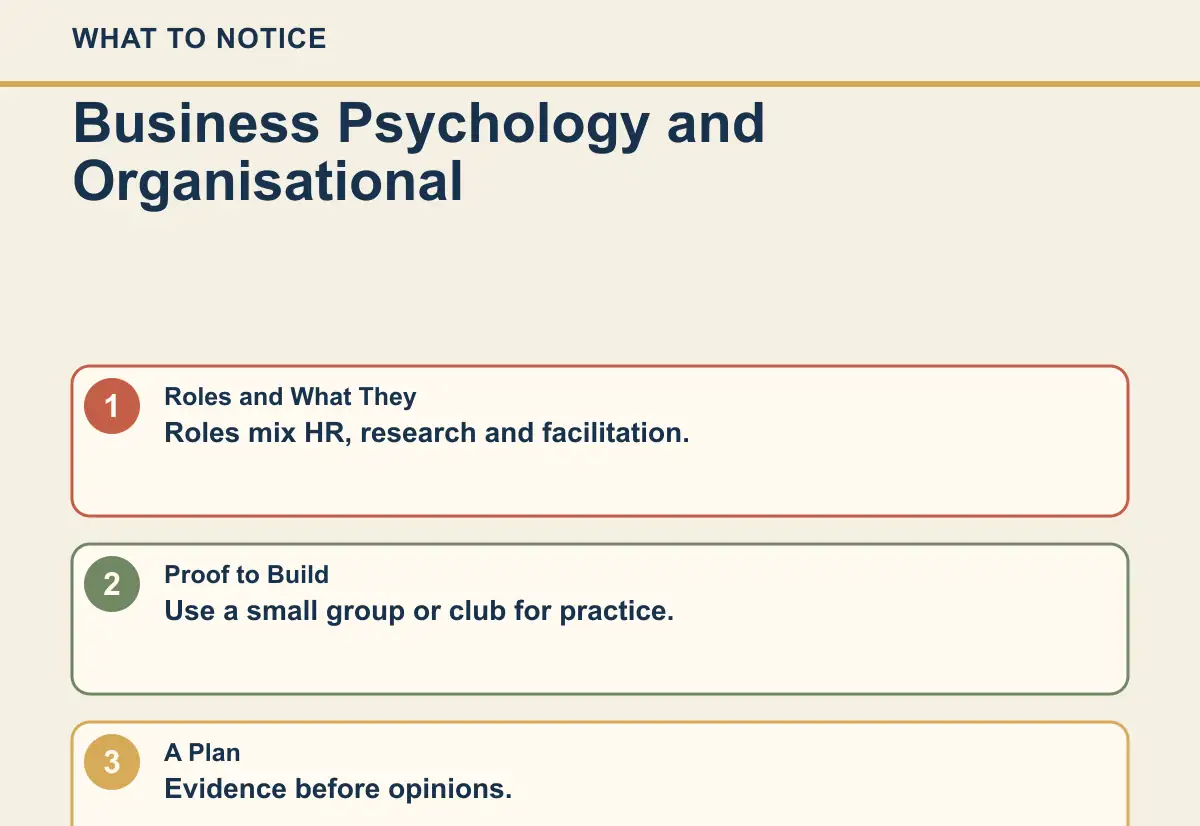 WHAT TO NOTICE
Business Psychology and
Organisational
1
Roles and What They
Roles mix HR, research and facilitation.
2
Proof to Build
Use a small group or club for practice.
3
A Plan
Evidence before opinions.